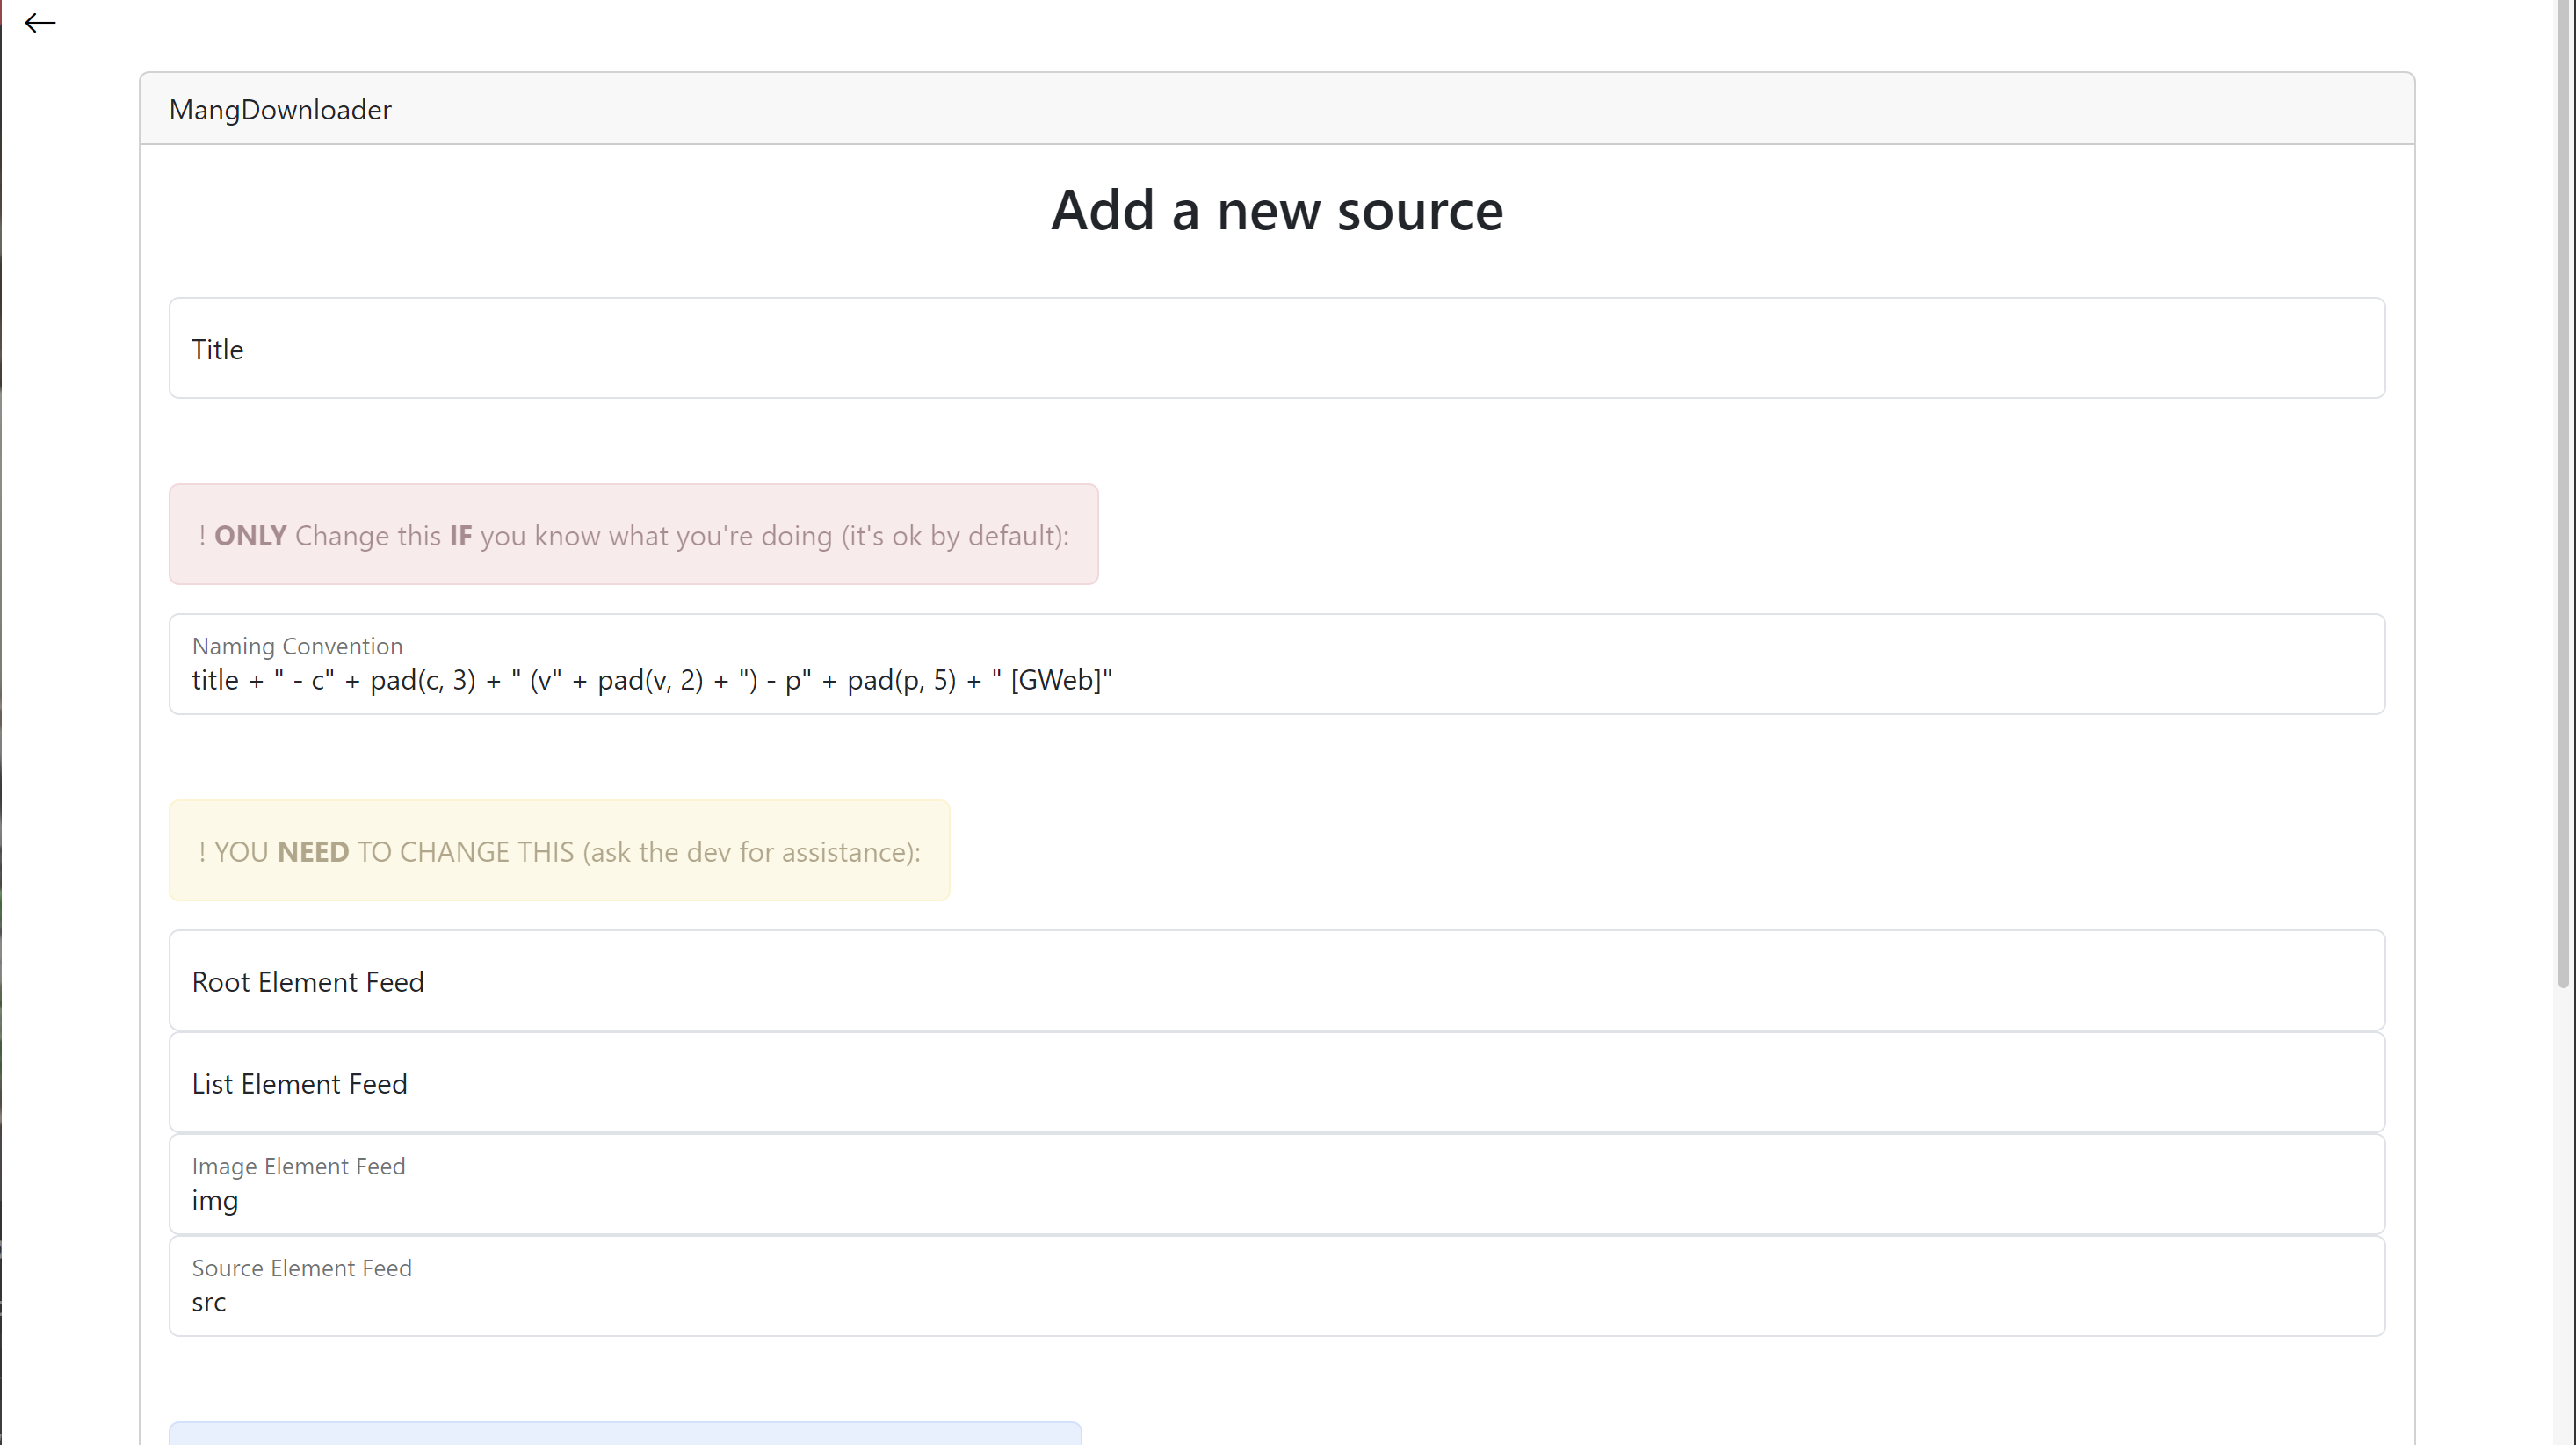 MangDownloader
Add a new source
Title
! ONLY Change this IF you know what you're doing (it's ok by default):
Naming Convention
title + " - c" + pad(c, 3) + " (v" + pad(v, 2) + ") - p" + pad(p, 5) + " [GWeb]"
! YOU NEED TO CHANGE THIS (ask the dev for assistance):
Root Element Feed
List Element Feed
Image Element Feed
img
Source Element Feed
src